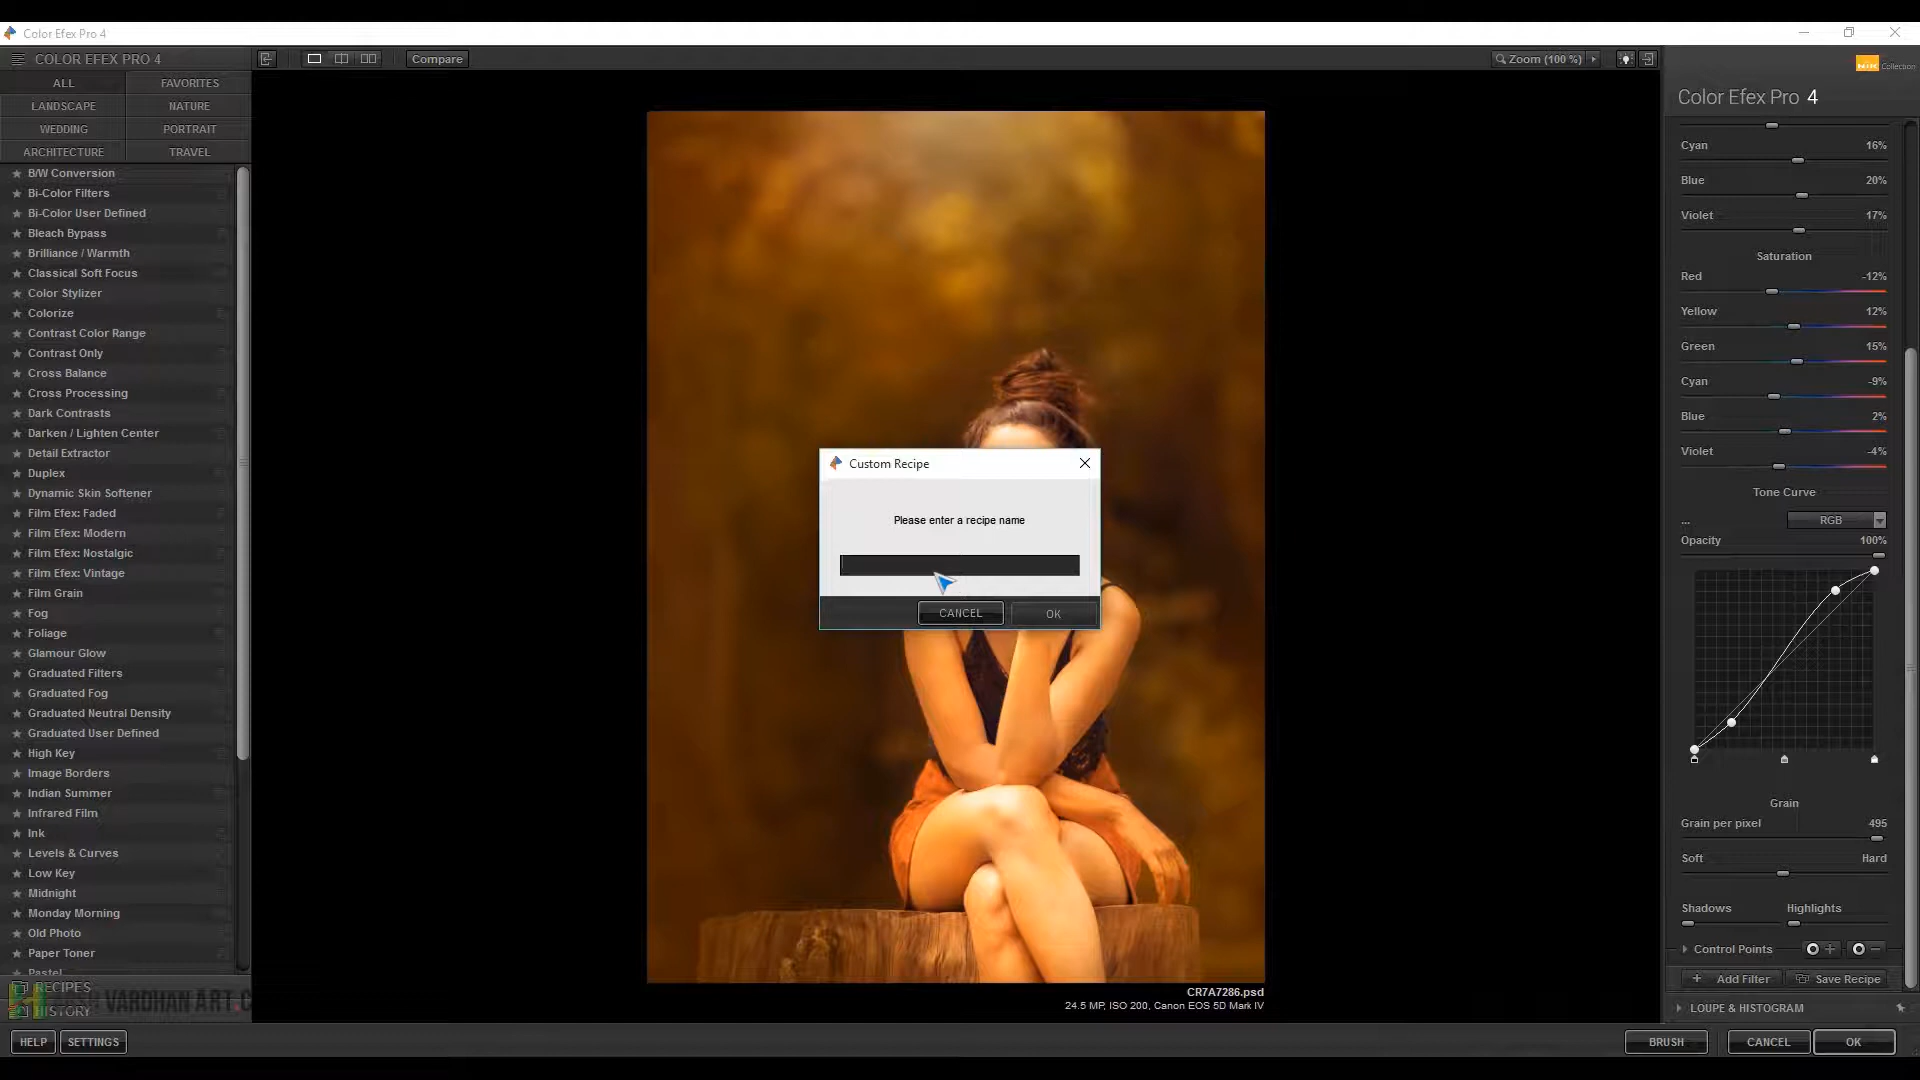 Color Efex Pro 4
COLOR EFEX PRO 4
Compare
Zoom (100 %)
Nik Collection
ALL
FAVORITES
LANDSCAPE
NATURE
WEDDING
PORTRAIT
ARCHITECTURE
TRAVEL
B/W Conversion
Bi-Color Filters
Bi-Color User Defined
Bleach Bypass
Brilliance / Warmth
Classical Soft Focus
Color Stylizer
Colorize
Contrast Color Range
Contrast Only
Cross Balance
Cross Processing
Dark Contrasts
Darken / Lighten Center
Detail Extractor
Duplex
Dynamic Skin Softener
Film Efex: Faded
Film Efex: Modern
Film Efex: Nostalgic
Film Efex: Vintage
Film Grain
Fog
Foliage
Glamour Glow
Graduated Filters
Graduated Fog
Graduated Neutral Density
Graduated User Defined
High Key
Image Borders
Indian Summer
Infrared Film
Ink
Levels & Curves
Low Key
Midnight
Monday Morning
Old Photo
Paper Toner
Pastel
RECIPES
VARDHAN ART.C
HISTORY
HELP
SETTINGS
Custom Recipe
Please enter a recipe name
CANCEL
OK
CR7A7286.psd
24.5 MP, ISO 200, Canon EOS 5D Mark IV
Color Efex Pro 4
Cyan 16%
Blue 20%
Violet 17%
Saturation
Red -12%
Yellow 12%
Green 15%
Cyan -9%
Blue 2%
Violet -4%
Tone Curve
... RGB
Opacity 100%
Grain
Grain per pixel 495
Soft Hard
Shadows Highlights
Control Points
Add Filter
Save Recipe
LOUPE & HISTOGRAM
BRUSH
CANCEL
OK